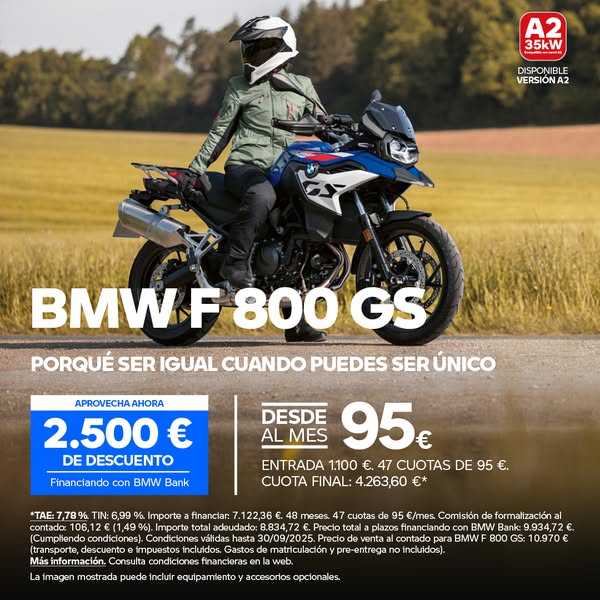 A2
35kW
DISPONIBLE
VERSIÓN A2
GS
BMW F 800 GS
PORQUÉ SER IGUAL CUANDO PUEDES SER ÚNICO
APROVECHA AHORA
2.500 €
DE DESCUENTO
Financiando con BMW Bank
DESDE
AL MES
95€
ENTRADA 1.100 €. 47 CUOTAS DE 95 €.
CUOTA FINAL: 4.263,60 €*
*TAE: 7,78 %. TIN: 6,99 %. Importe a financiar: 7.122,36 €. 48 meses. 47 cuotas de 95 €/mes. Comisión de formalización al
contado: 106,12 € (1,49 %). Importe total adeudado: 8.834,72 €. Precio total a plazos financiando con BMW Bank: 9.934,72 €.
(Cumpliendo condiciones). Condiciones válidas hasta 30/09/2025. Precio de venta al contado para BMW F 800 GS: 10.970 €
(transporte, descuento e impuestos incluidos. Gastos de matriculación y pre-entrega no incluidos).
Más información. Consulta condiciones financieras en la web.
La imagen mostrada puede incluir equipamiento y accesorios opcionales.